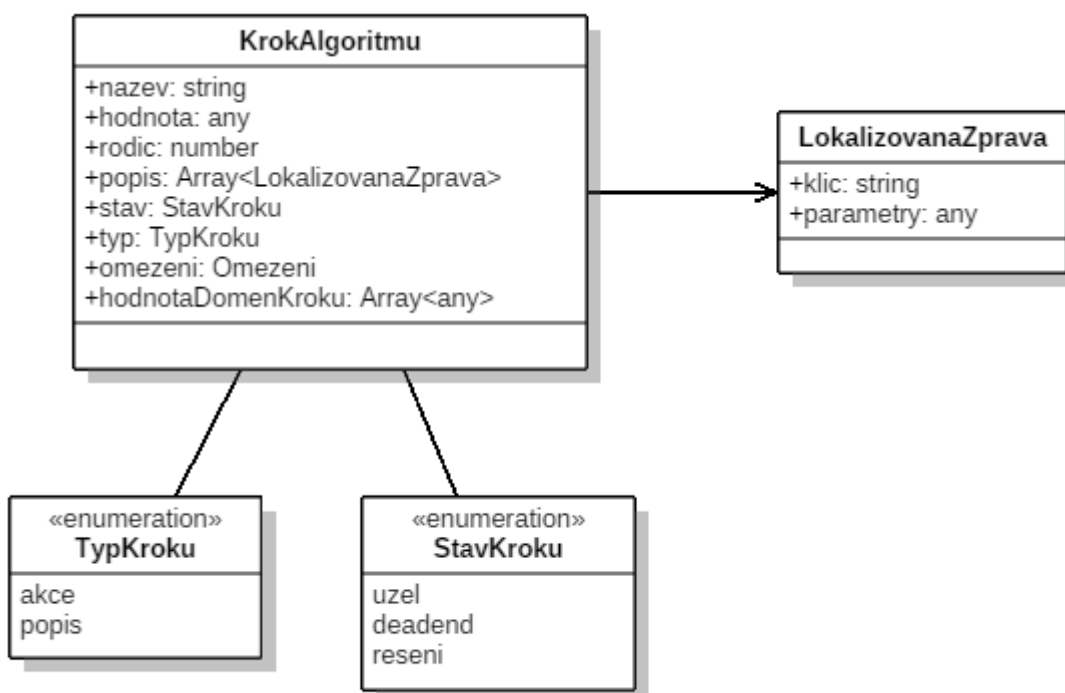 KrokAlgoritmu
+nazev: string
+hodnota: any
+rodic: number
+popis: Array<LokalizovanaZprava>
+stav: StavKroku
+typ: TypKroku
+omezeni: Omezeni
+hodnotaDomenKroku: Array<any>
LokalizovanaZprava
+klic: string
+parametry: any
«enumeration»
TypKroku
akce
popis
«enumeration»
StavKroku
uzel
deadend
reseni